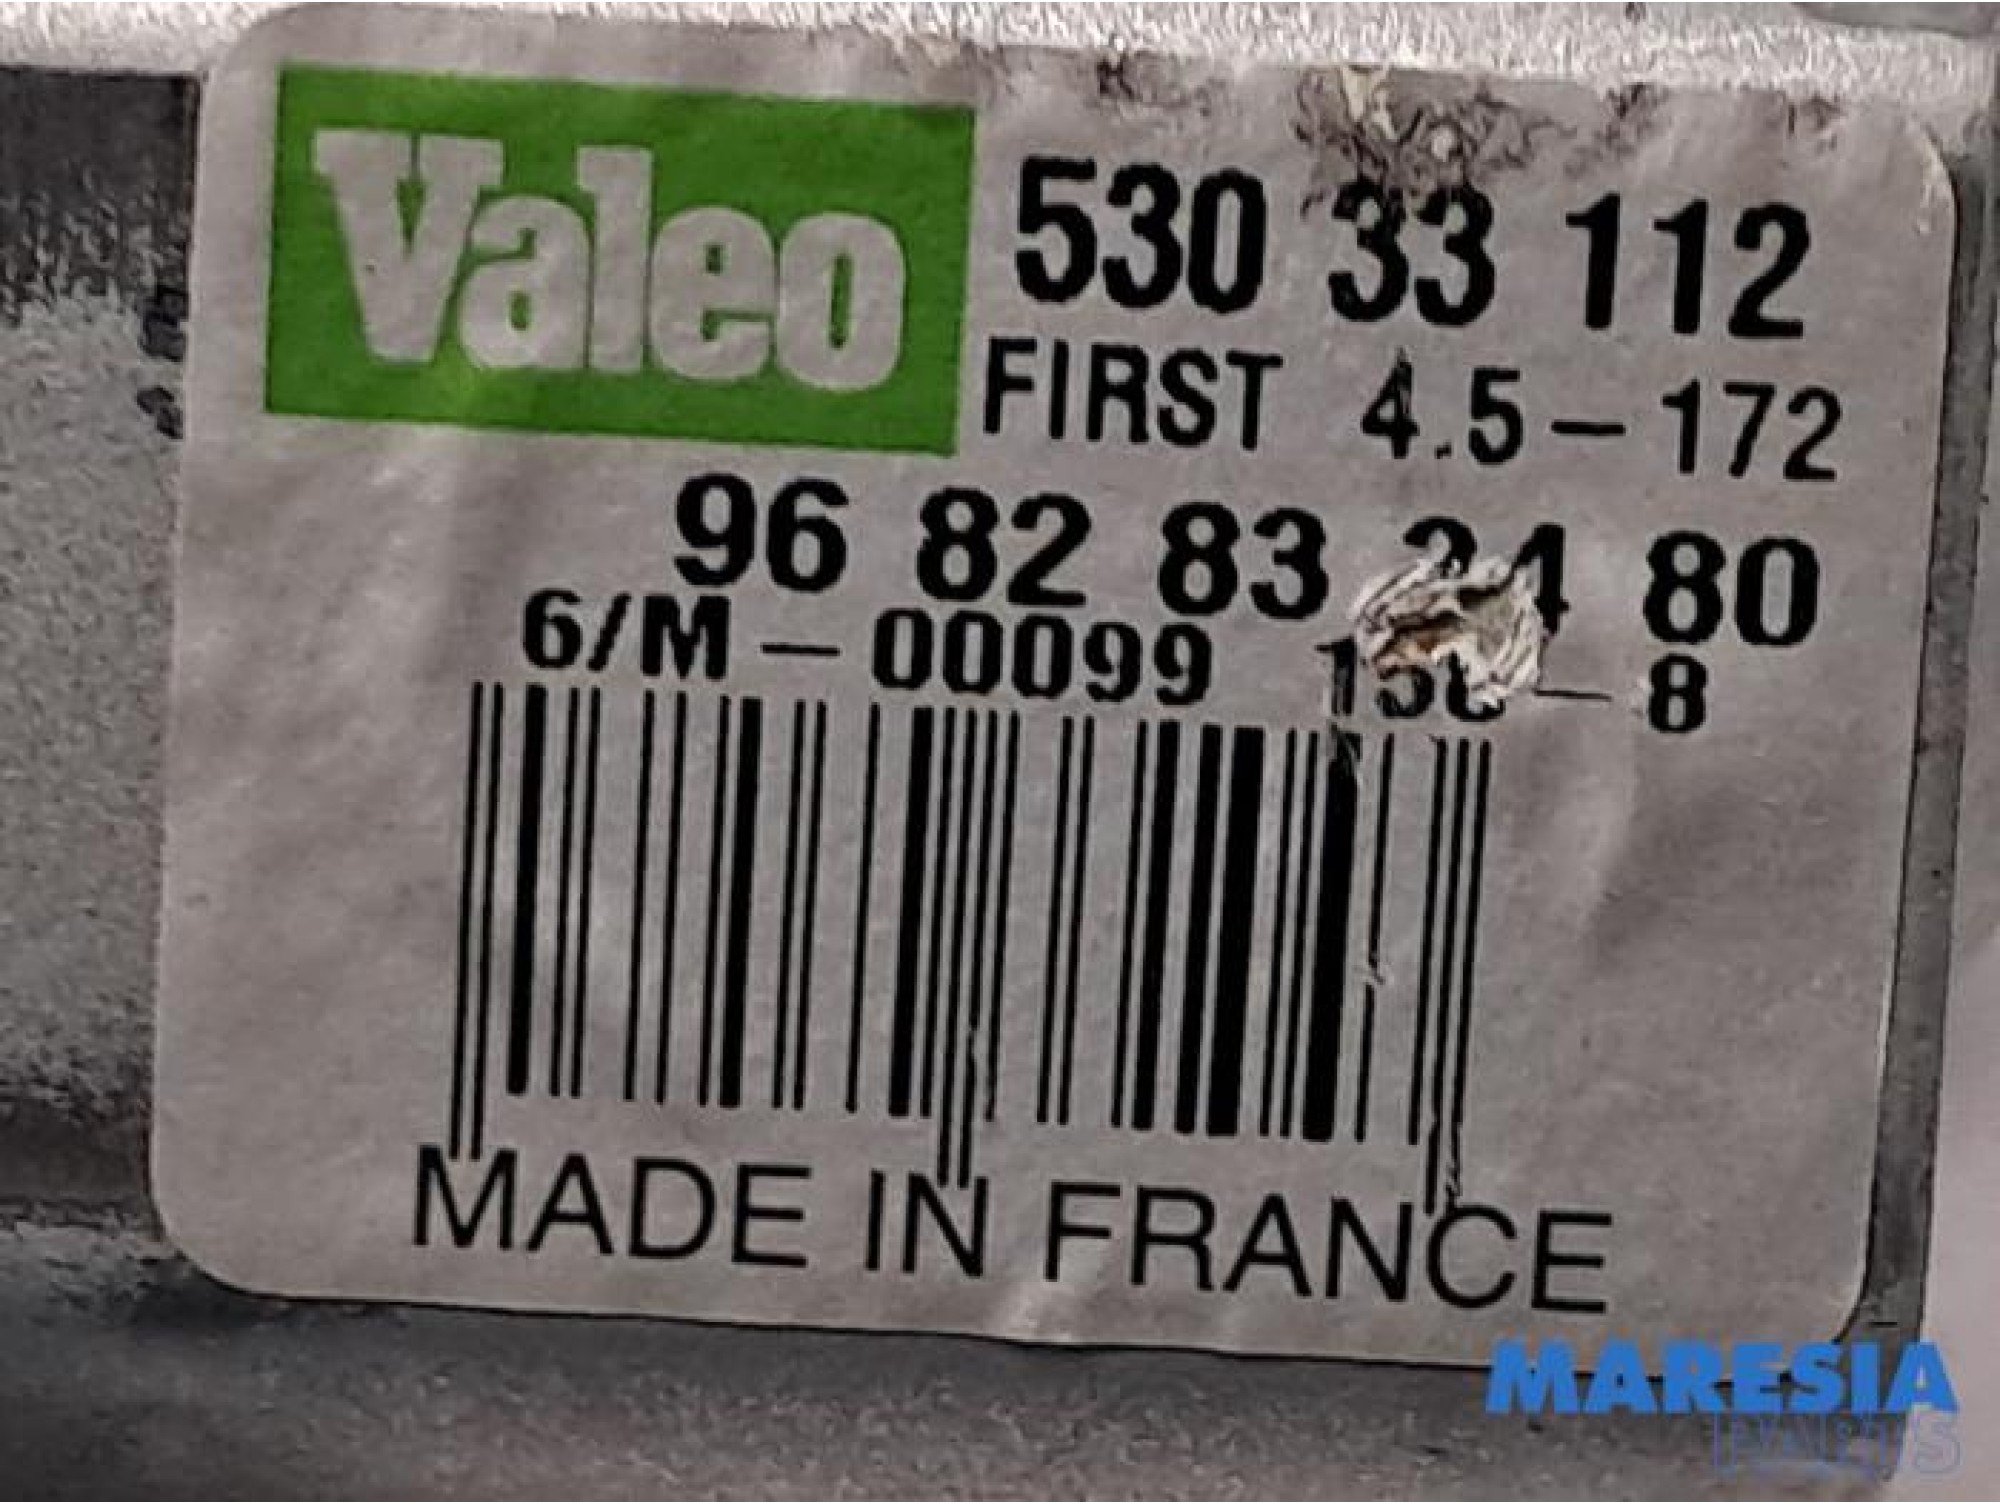 Valeo
530 33 112
FIRST 4.5-172
96 82 83 80
6/M-00099 -8
MADE IN FRANCE
MARESIA
PARTS